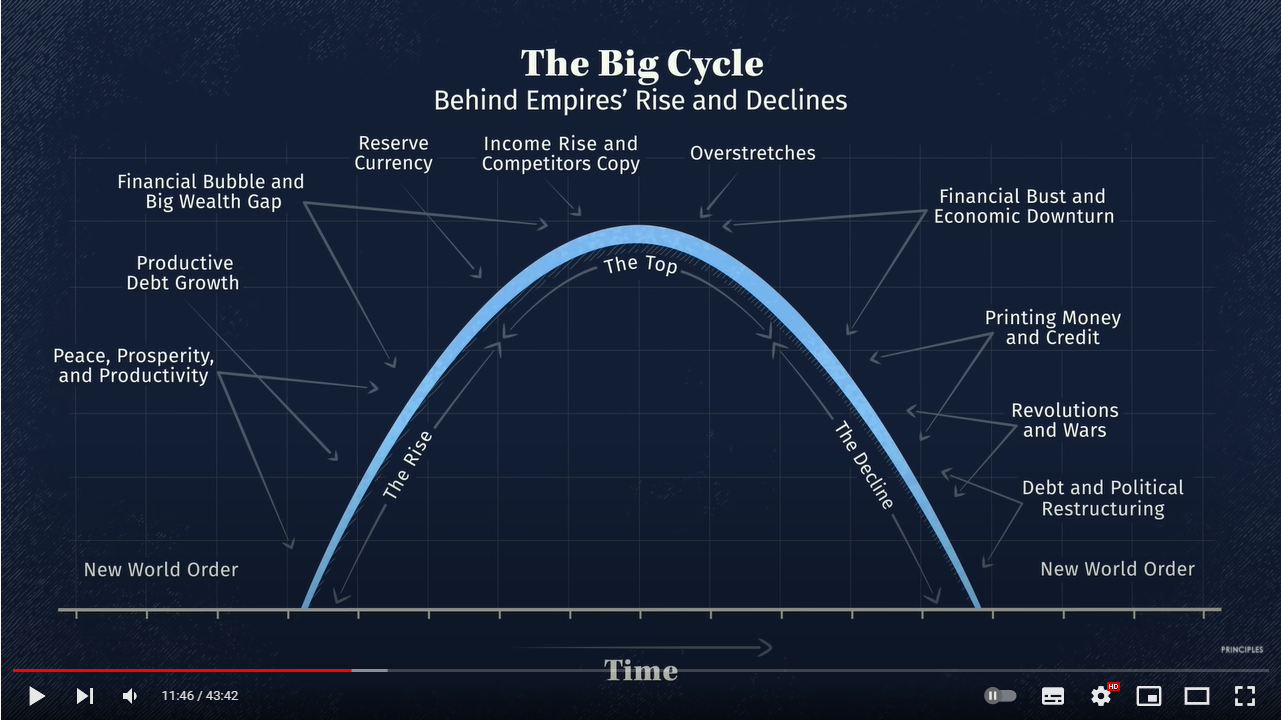 The Big Cycle
Behind Empires’ Rise and Declines
Reserve
Currency
Income Rise and
Competitors Copy
Overstretches
Financial Bubble and
Big Wealth Gap
Financial Bust and
Economic Downturn
Productive
Debt Growth
The Top
Printing Money
and Credit
Peace, Prosperity,
and Productivity
The Rise
The Decline
Revolutions
and Wars
Debt and Political
Restructuring
New World Order
New World Order
PRINCIPLES
Time
11:46 / 43:42
HD